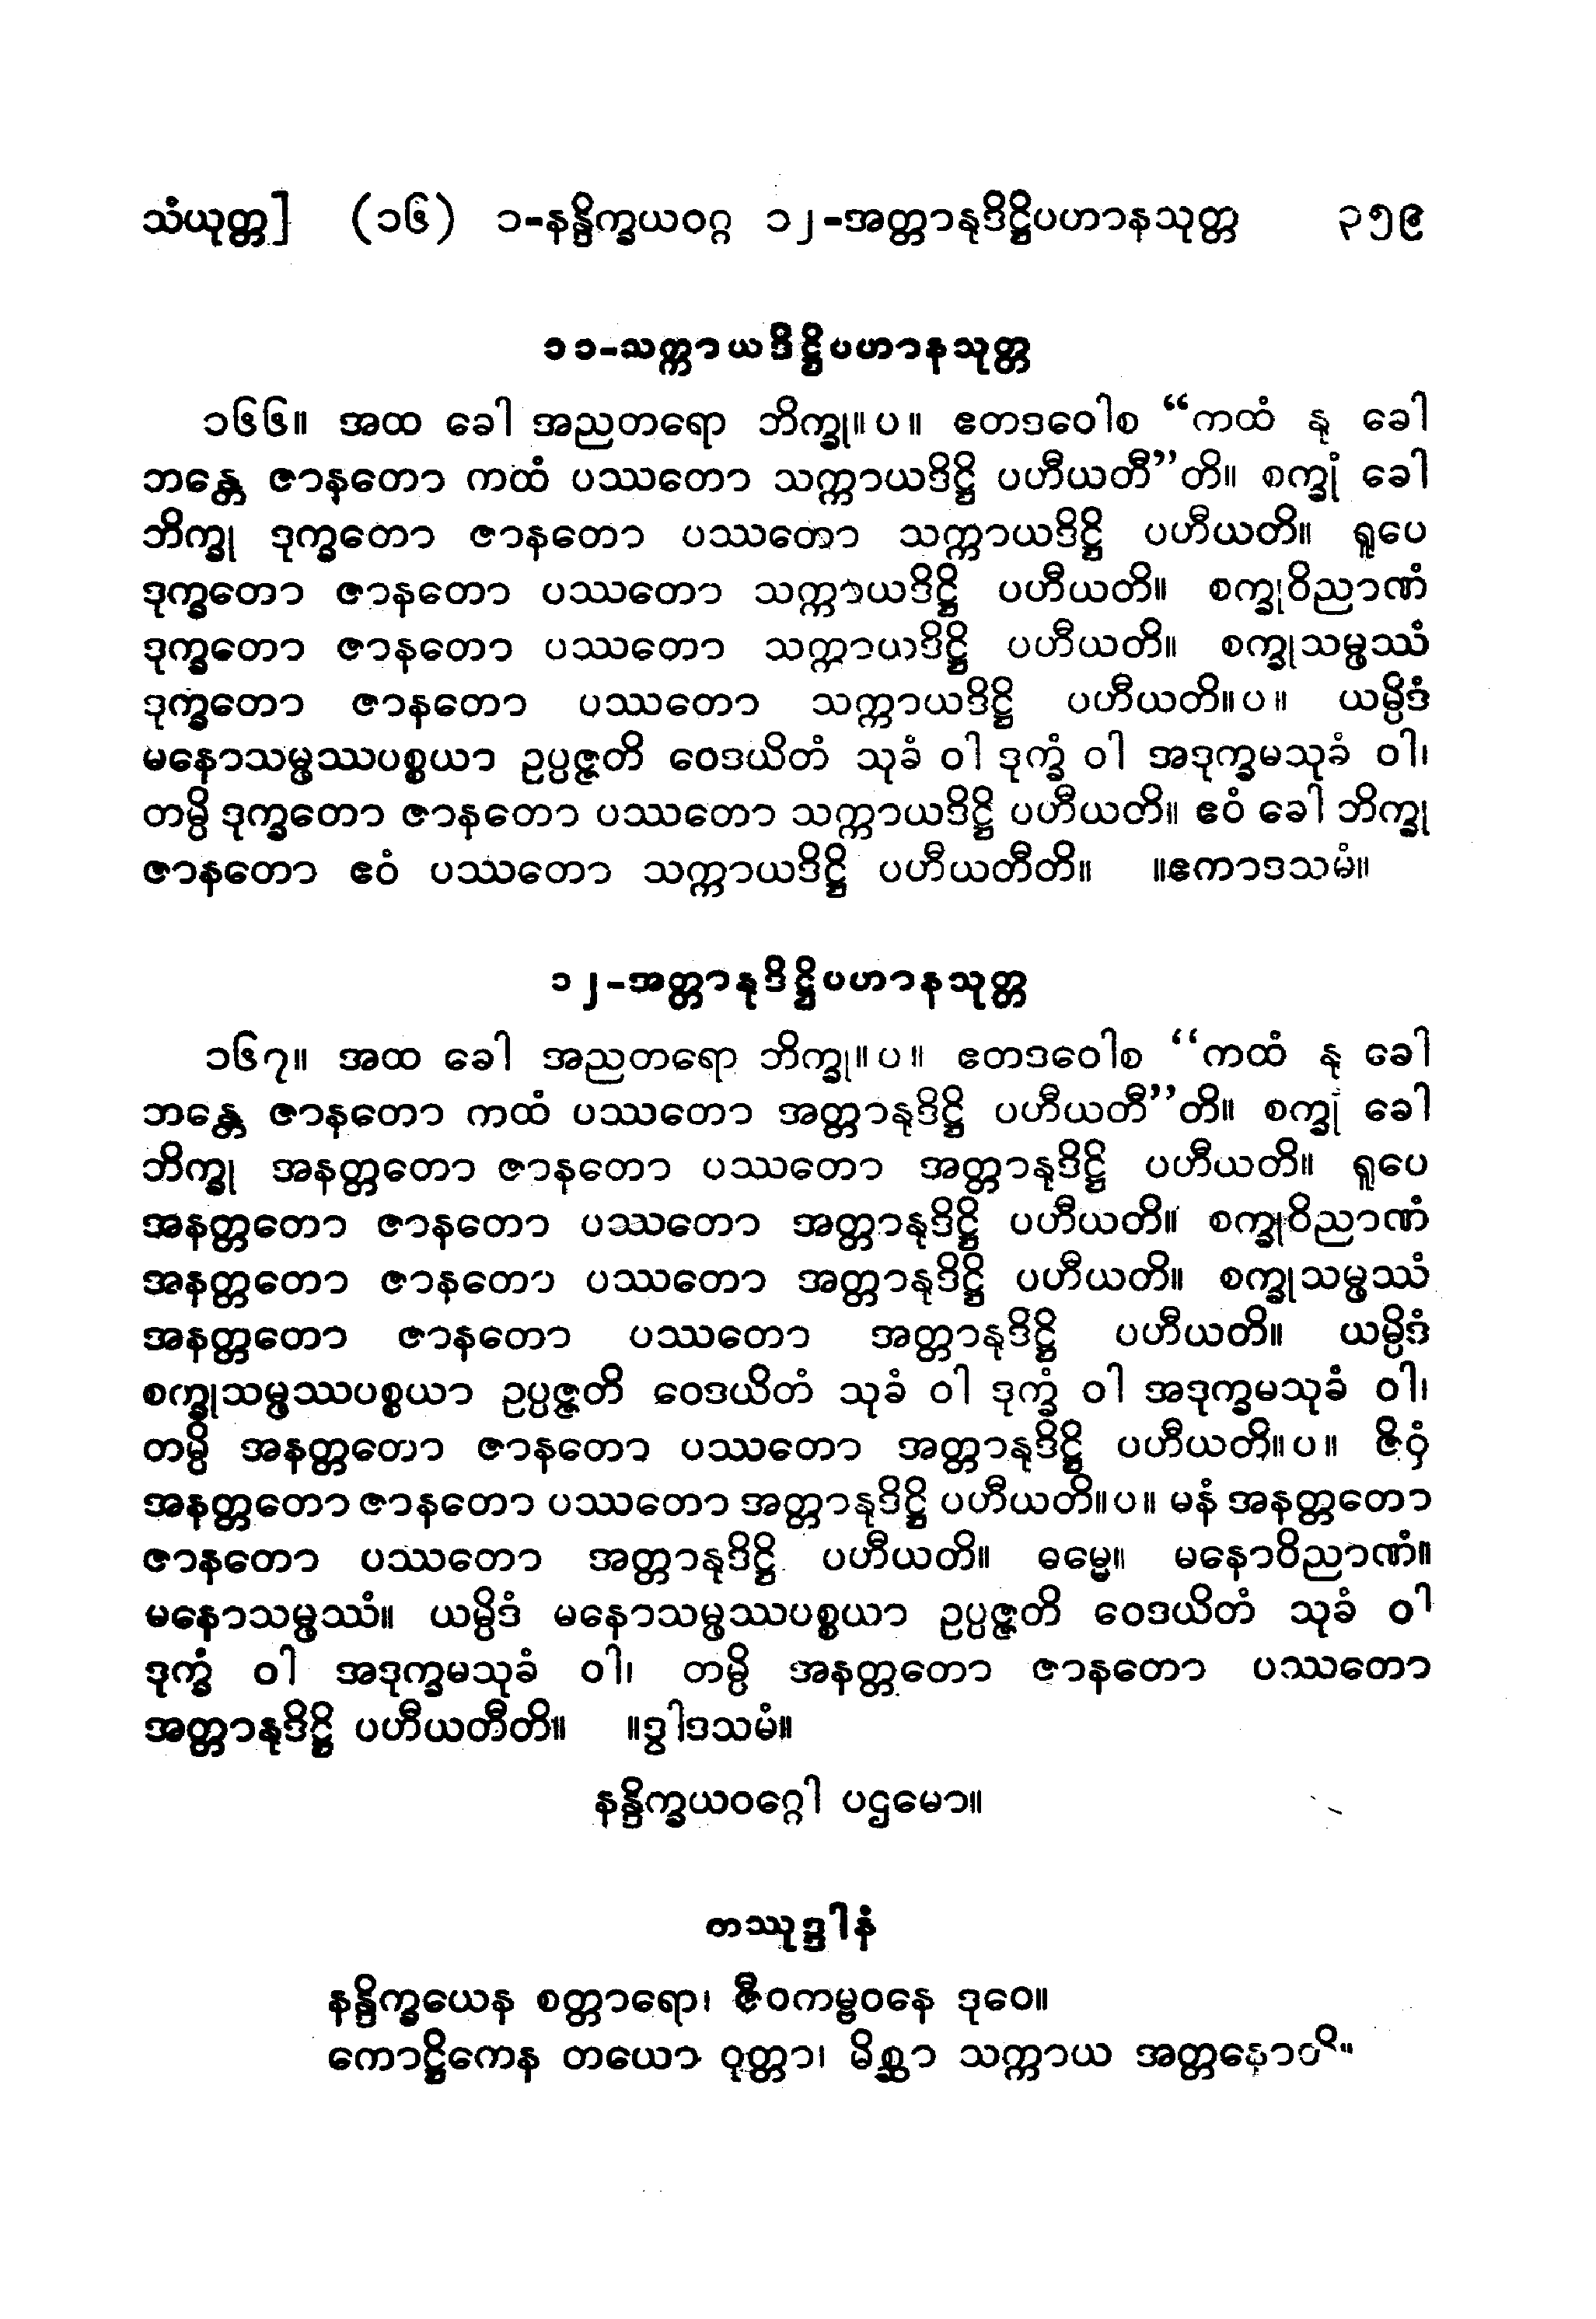 သံယုတ္တ] (၁၆) ၁-နန္ဒိက္ခယဝဂ္ဂ ၁၂-အတ္တာနုဒိဋ္ဌိပဟာနသုတ္တ ၃၅၉
၁၁-သက္ကာယဒိဋ္ဌိပဟာနသုတ္တ
၁၆၆။ အထ ခေါ အညတရော ဘိက္ခု။ပ။ ဧတဒဝေါစ “ကထံ နု ခေါ
ဘန္တေ ဇာနတော ကထံ ပဿတော သက္ကာယဒိဋ္ဌိ ပဟီယတီ”တိ။ စက္ခုံ ခေါ
ဘိက္ခု ဒုက္ခတော ဇာနတော ပဿတော သက္ကာယဒိဋ္ဌိ ပဟီယတိ။ ရူပေ
ဒုက္ခတော ဇာနတော ပဿတော သက္ကာယဒိဋ္ဌိ ပဟီယတိ။ စက္ခုဝိညာဏံ
ဒုက္ခတော ဇာနတော ပဿတော သက္ကာယဒိဋ္ဌိ ပဟီယတိ။ စက္ခုသမ္ဖဿံ
ဒုက္ခတော ဇာနတော ပဿတော သက္ကာယဒိဋ္ဌိ ပဟီယတိ။ပ။ ယမ္ပိဒံ
မနောသမ္ဖဿပစ္စယာ ဥပ္ပဇ္ဇတိ ဝေဒယိတံ သုခံ ဝါ ဒုက္ခံ ဝါ အဒုက္ခမသုခံ ဝါ၊
တမ္ပိ ဒုက္ခတော ဇာနတော ပဿတော သက္ကာယဒိဋ္ဌိ ပဟီယတိ။ ဧဝံ ခေါ ဘိက္ခု
ဇာနတော ဧဝံ ပဿတော သက္ကာယဒိဋ္ဌိ ပဟီယတီတိ။ ။ဧကာဒသမံ။
၁၂-အတ္တာနုဒိဋ္ဌိပဟာနသုတ္တ
၁၆၇။ အထ ခေါ အညတရော ဘိက္ခု။ပ။ ဧတဒဝေါစ “ကထံ နု ခေါ
ဘန္တေ ဇာနတော ကထံ ပဿတော အတ္တာနုဒိဋ္ဌိ ပဟီယတီ”တိ။ စက္ခုံ ခေါ
ဘိက္ခု အနတ္တတော ဇာနတော ပဿတော အတ္တာနုဒိဋ္ဌိ ပဟီယတိ။ ရူပေ
အနတ္တတော ဇာနတော ပဿတော အတ္တာနုဒိဋ္ဌိ ပဟီယတိ။ စက္ခုဝိညာဏံ
အနတ္တတော ဇာနတော ပဿတော အတ္တာနုဒိဋ္ဌိ ပဟီယတိ။ စက္ခုသမ္ဖဿံ
အနတ္တတော ဇာနတော ပဿတော အတ္တာနုဒိဋ္ဌိ ပဟီယတိ။ ယမ္ပိဒံ
စက္ခုသမ္ဖဿပစ္စယာ ဥပ္ပဇ္ဇတိ ဝေဒယိတံ သုခံ ဝါ ဒုက္ခံ ဝါ အဒုက္ခမသုခံ ဝါ၊
တမ္ပိ အနတ္တတော ဇာနတော ပဿတော အတ္တာနုဒိဋ္ဌိ ပဟီယတိ။ပ။ ဇိဝှံ
အနတ္တတော ဇာနတော ပဿတော အတ္တာနုဒိဋ္ဌိ ပဟီယတိ။ပ။ မနံ အနတ္တတော
ဇာနတော ပဿတော အတ္တာနုဒိဋ္ဌိ ပဟီယတိ။ ဓမ္မေ။ မနောဝိညာဏံ။
မနောသမ္ဖဿံ။ ယမ္ပိဒံ မနောသမ္ဖဿပစ္စယာ ဥပ္ပဇ္ဇတိ ဝေဒယိတံ သုခံ ဝါ
ဒုက္ခံ ဝါ အဒုက္ခမသုခံ ဝါ၊ တမ္ပိ အနတ္တတော ဇာနတော ပဿတော
အတ္တာနုဒိဋ္ဌိ ပဟီယတီတိ။ ။ဒွါဒသမံ။
နန္ဒိက္ခယဝဂ္ဂေါ ပဌမော။
တဿုဒ္ဒါနံ
နန္ဒိက္ခယေန စတ္တာရော၊ ဇီဝကမ္ဗဝနေ ဒုဝေ။
ကောဋ္ဌိကေန တယော ဝုတ္တာ၊ မိစ္ဆာ သက္ကာယ အတ္တနောတိ။